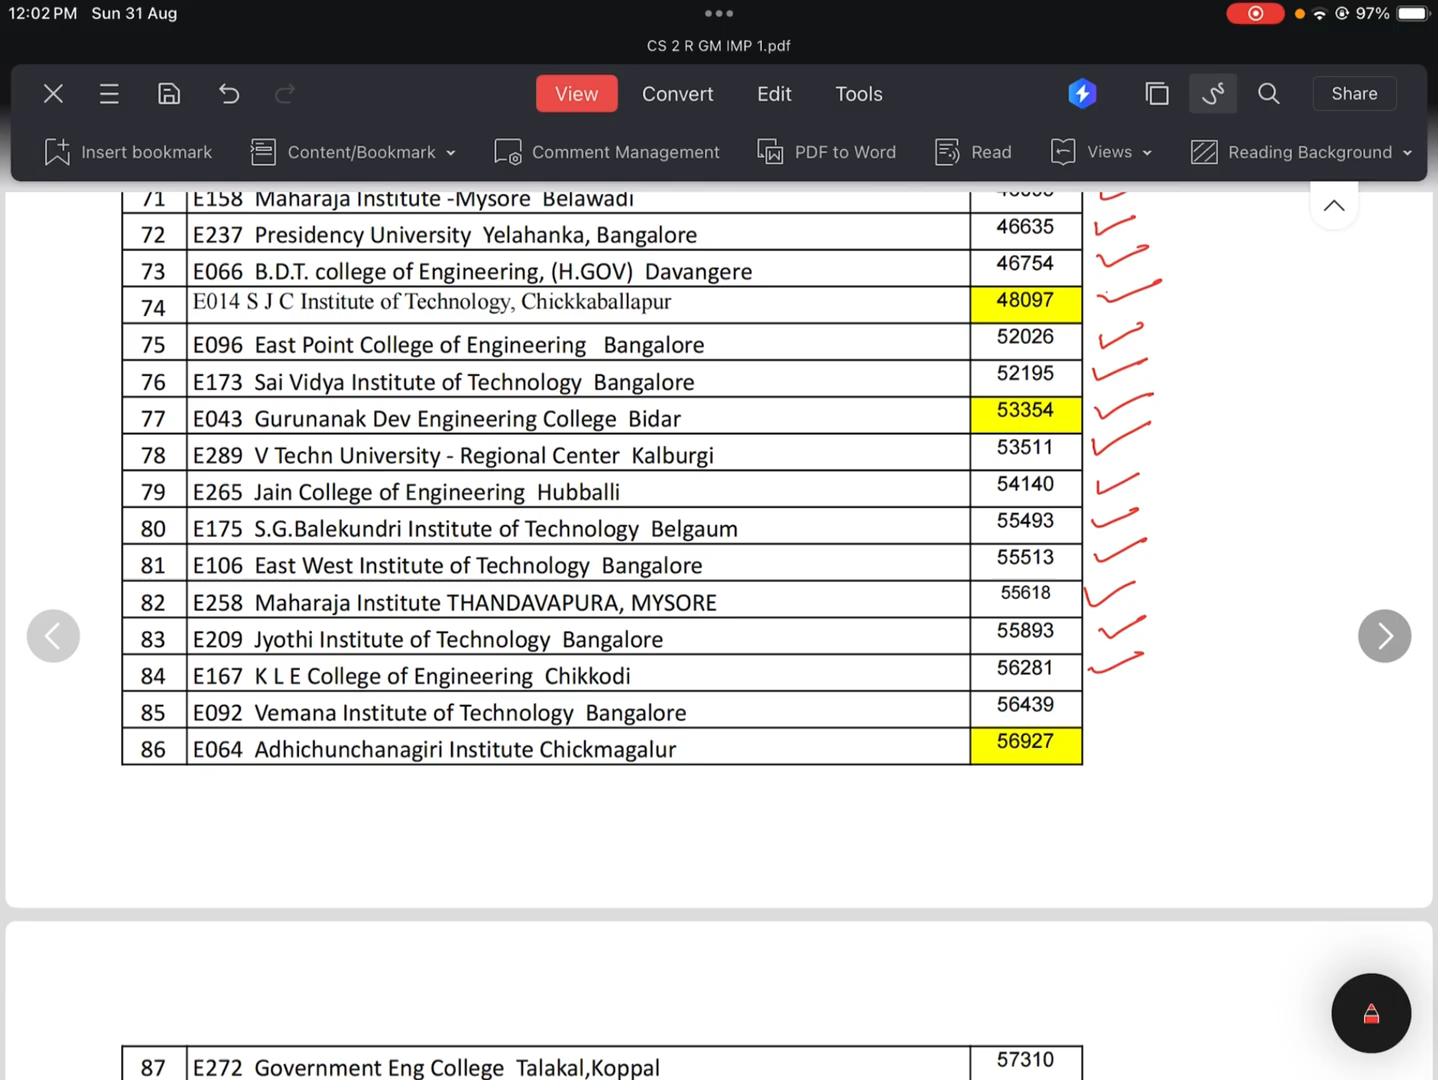 12:02 PM Sun 31 Aug
97%
CS 2 R GM IMP 1.pdf
View Convert Edit Tools Share
Insert bookmark Content/Bookmark Comment Management PDF to Word Read Views Reading Background
71 E158 Maharaja Institute -Mysore Belawadi
72 E237 Presidency University Yelahanka, Bangalore 46635
73 E066 B.D.T. college of Engineering, (H.GOV) Davangere 46754
74 E014 S J C Institute of Technology, Chickkaballapur 48097
75 E096 East Point College of Engineering Bangalore 52026
76 E173 Sai Vidya Institute of Technology Bangalore 52195
77 E043 Gurunanak Dev Engineering College Bidar 53354
78 E289 V Techn University - Regional Center Kalburgi 53511
79 E265 Jain College of Engineering Hubballi 54140
80 E175 S.G.Balekundri Institute of Technology Belgaum 55493
81 E106 East West Institute of Technology Bangalore 55513
82 E258 Maharaja Institute THANDAVAPURA, MYSORE 55618
83 E209 Jyothi Institute of Technology Bangalore 55893
84 E167 K L E College of Engineering Chikkodi 56281
85 E092 Vemana Institute of Technology Bangalore 56439
86 E064 Adhichunchanagiri Institute Chickmagalur 56927
87 E272 Government Eng College Talakal,Koppal 57310